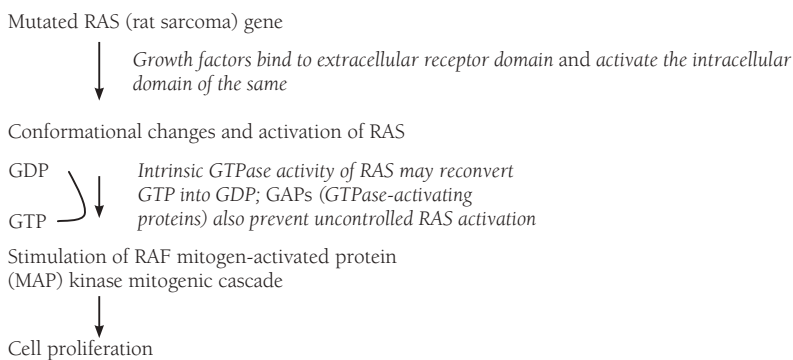 Mutated RAS (rat sarcoma) gene
Growth factors bind to extracellular receptor domain and activate the intracellular
domain of the same
Conformational changes and activation of RAS
GDP
Intrinsic GTPase activity of RAS may reconvert
GTP into GDP; GAPs (GTPase-activating
GTP
proteins) also prevent uncontrolled RAS activation
Stimulation of RAF mitogen-activated protein
(MAP) kinase mitogenic cascade
Cell proliferation